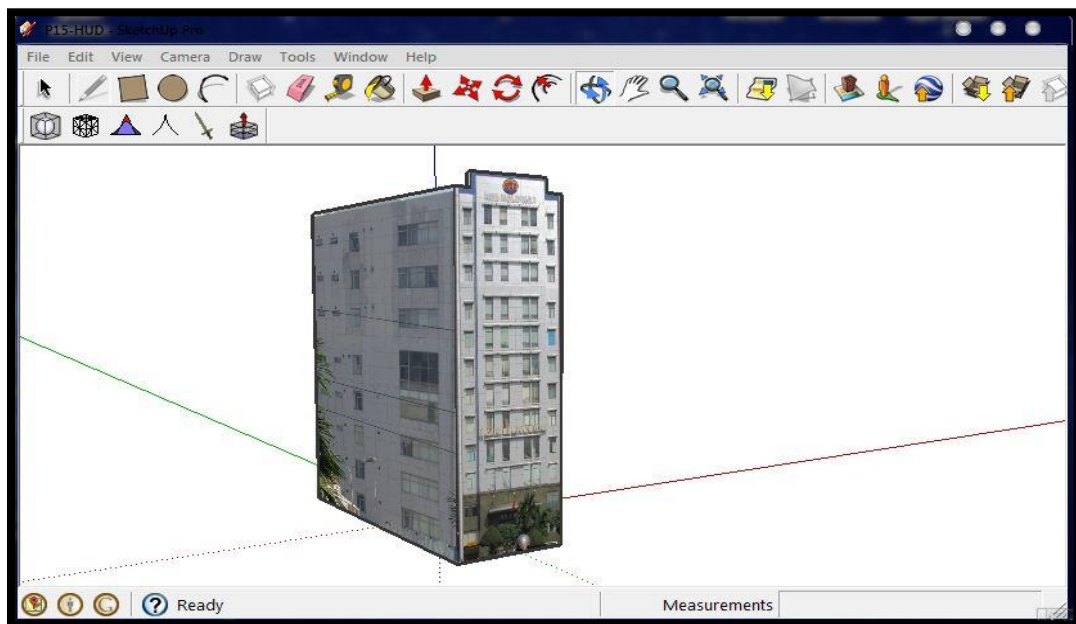 P15-HUD - SketchUp Pro
File Edit View Camera Draw Tools Window Help
Ready
Measurements